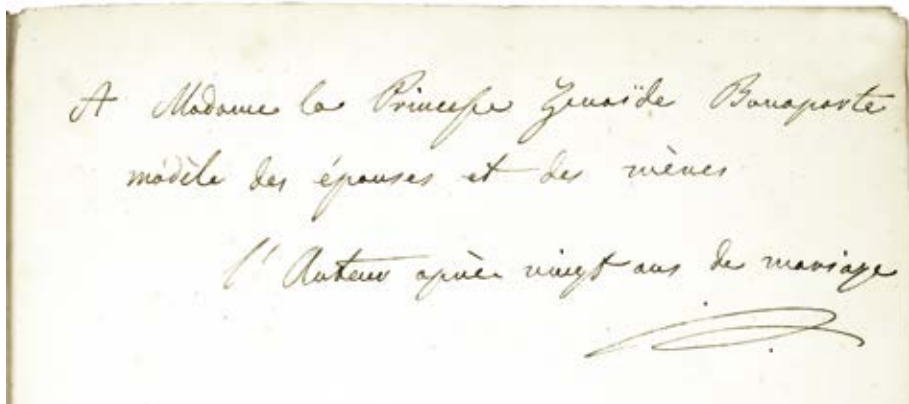 A Madame la Princesse Zenaïde Bonaparte
modèle des épouses et des mères
l'Auteur après vingt ans de mariage